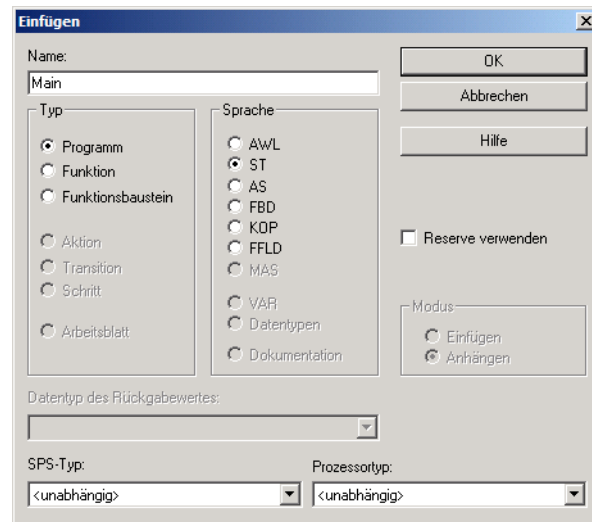 Einfügen
Name:
OK
Main
Abbrechen
Typ
Sprache
Programm
AWL
Hilfe
Funktion
ST
Funktionsbaustein
AS
FBD
Aktion
KOP
Reserve verwenden
Transition
FFLD
Schritt
MAS
Arbeitsblatt
VAR
Modus
Datentypen
Einfügen
Dokumentation
Anhängen
Datentyp des Rückgabewertes:
SPS-Typ:
Prozessortyp:
<unabhängig>
<unabhängig>